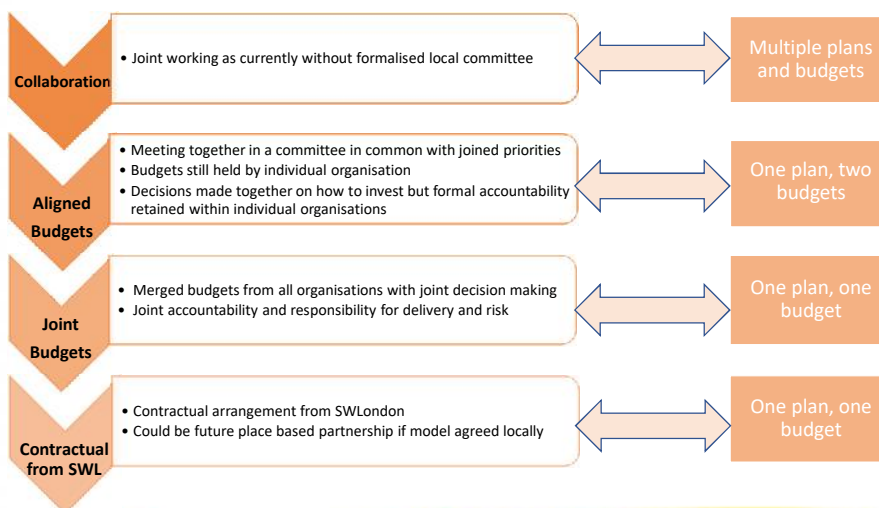 Collaboration
• Joint working as currently without formalised local committee
Multiple plans
and budgets
Aligned
Budgets
• Meeting together in a committee in common with joined priorities
• Budgets still held by individual organisation
• Decisions made together on how to invest but formal accountability
retained within individual organisations
One plan, two
budgets
Joint
Budgets
• Merged budgets from all organisations with joint decision making
• Joint accountability and responsibility for delivery and risk
One plan, one
budget
Contractual
from SWL
• Contractual arrangement from SWLondon
• Could be future place based partnership if model agreed locally
One plan, one
budget